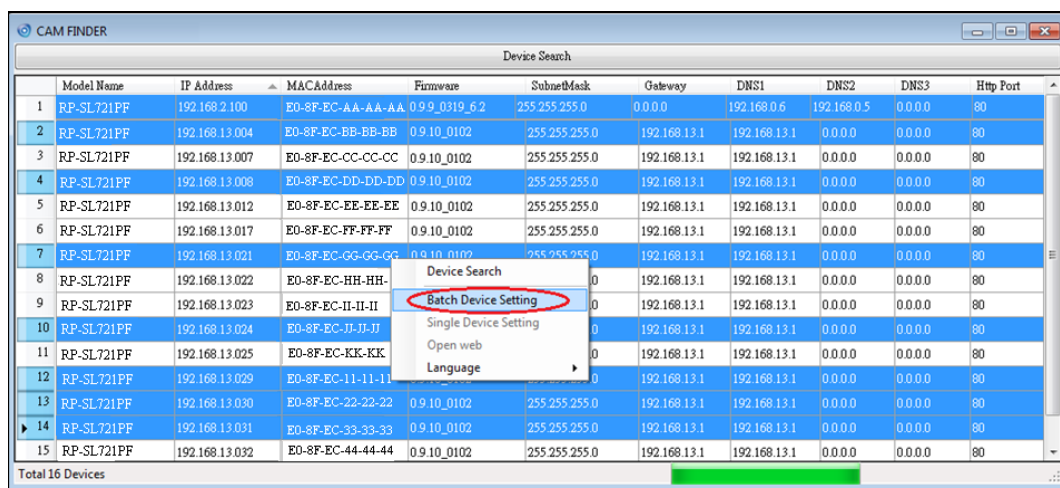 CAM FINDER
Device Search
Model Name IP Address MACAddress Firmware SubnetMask Gateway DNS1 DNS2 DNS3 Http Port
1 RP-SL721PF 192.168.2.100 E0-8F-EC-AA-AA-AA 0.9.9_0319_6.2 255.255.255.0 0.0.0.0 192.168.0.6 192.168.0.5 0.0.0.0 80
2 RP-SL721PF 192.168.13.004 E0-8F-EC-BB-BB-BB 0.9.10_0102 255.255.255.0 192.168.13.1 192.168.13.1 0.0.0.0 0.0.0.0 80
3 RP-SL721PF 192.168.13.007 E0-8F-EC-CC-CC-CC 0.9.10_0102 255.255.255.0 192.168.13.1 192.168.13.1 0.0.0.0 0.0.0.0 80
4 RP-SL721PF 192.168.13.008 E0-8F-EC-DD-DD-DD 0.9.10_0102 255.255.255.0 192.168.13.1 192.168.13.1 0.0.0.0 0.0.0.0 80
5 RP-SL721PF 192.168.13.012 E0-8F-EC-EE-EE-EE 0.9.10_0102 255.255.255.0 192.168.13.1 192.168.13.1 0.0.0.0 0.0.0.0 80
6 RP-SL721PF 192.168.13.017 E0-8F-EC-FF-FF-FF 0.9.10_0102 255.255.255.0 192.168.13.1 192.168.13.1 0.0.0.0 0.0.0.0 80
7 RP-SL721PF 192.168.13.021 E0-8F-EC-GG-GG-GG 0.9.10_0102 255.255.255.0 192.168.13.1 192.168.13.1 0.0.0.0 0.0.0.0 80
8 RP-SL721PF 192.168.13.022 E0-8F-EC-HH-HH- .0 192.168.13.1 192.168.13.1 0.0.0.0 0.0.0.0 80
9 RP-SL721PF 192.168.13.023 E0-8F-EC-II-II-II .0 192.168.13.1 192.168.13.1 0.0.0.0 0.0.0.0 80
10 RP-SL721PF 192.168.13.024 E0-8F-EC-JJ-JJ-JJ .0 192.168.13.1 192.168.13.1 0.0.0.0 0.0.0.0 80
11 RP-SL721PF 192.168.13.025 E0-8F-EC-KK-KK .0 192.168.13.1 192.168.13.1 0.0.0.0 0.0.0.0 80
12 RP-SL721PF 192.168.13.029 E0-8F-EC-11-11-11 192.168.13.1 192.168.13.1 0.0.0.0 0.0.0.0 80
13 RP-SL721PF 192.168.13.030 E0-8F-EC-22-22-22 0.9.10_0102 255.255.255.0 192.168.13.1 192.168.13.1 0.0.0.0 0.0.0.0 80
14 RP-SL721PF 192.168.13.031 E0-8F-EC-33-33-33 0.9.10_0102 255.255.255.0 192.168.13.1 192.168.13.1 0.0.0.0 0.0.0.0 80
15 RP-SL721PF 192.168.13.032 E0-8F-EC-44-44-44 0.9.10_0102 255.255.255.0 192.168.13.1 192.168.13.1 0.0.0.0 0.0.0.0 80
Device Search
Batch Device Setting
Single Device Setting
Open web
Language
Total 16 Devices